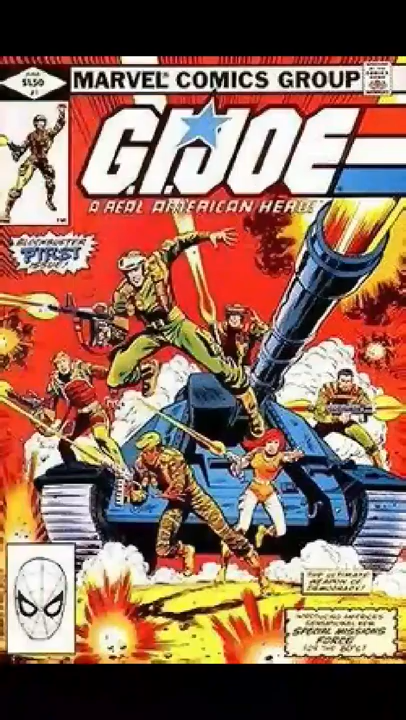 MARVEL® COMICS GROUP
$1.50
#1
G.I.JOE
A REAL AMERICAN HERO
BLOCKBUSTER
FIRST
ISSUE!
THE ULTIMATE
WEAPON OF
DEMOCRACY!
INTRODUCING AMERICA'S
SENSATIONAL NEW
SPECIAL MISSIONS
FORCE